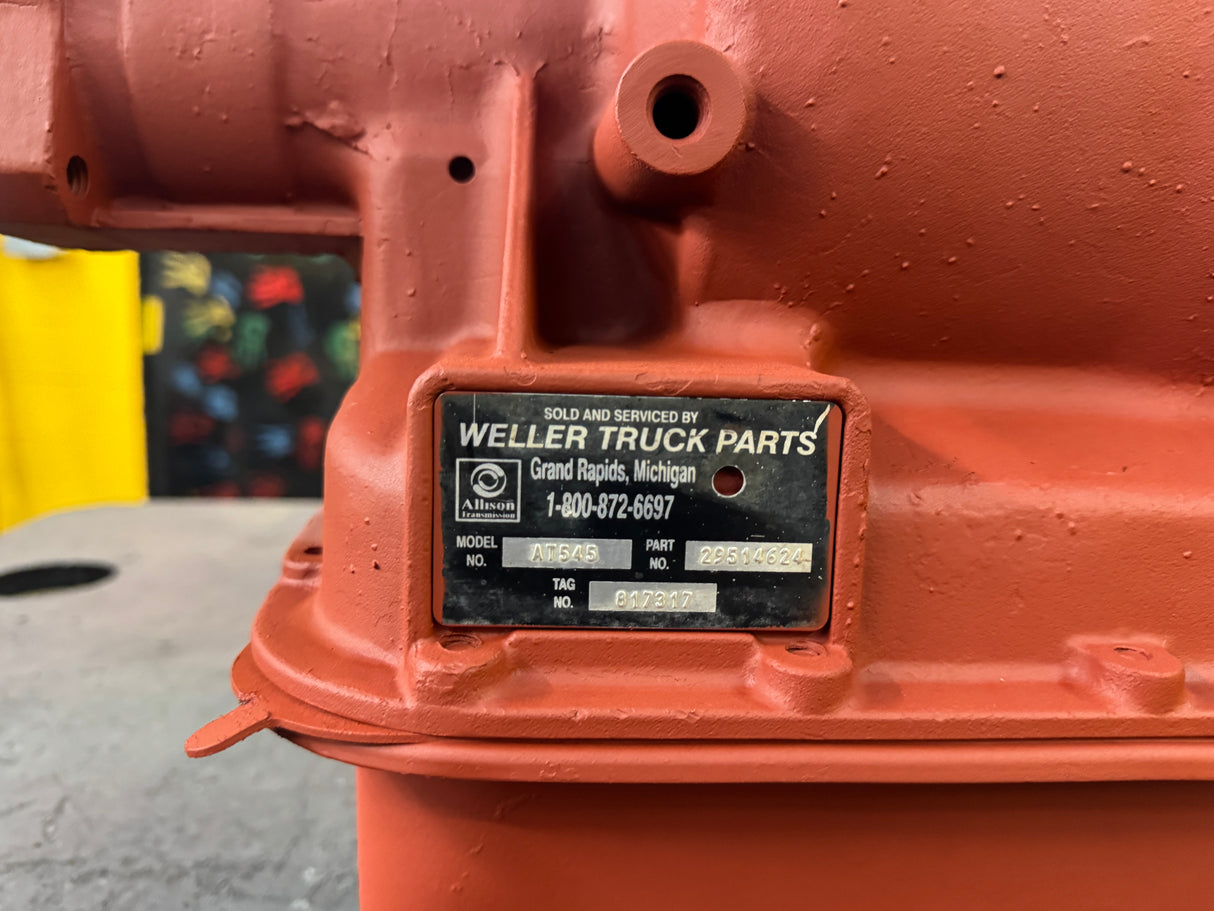 SOLD AND SERVICED BY
WELLER TRUCK PARTS
Grand Rapids, Michigan
1-800-872-6697
Allison
Transmission
MODEL NO. AT545 PART NO. 29514624
TAG NO. 817317